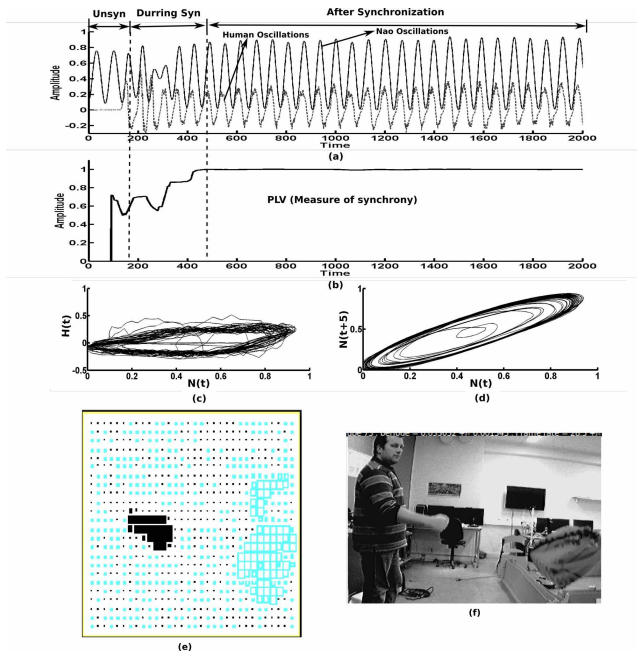 Unsyn Durring Syn After Synchronization
Human Oscillations Nao Oscillations
Amplitude
1
0.8
0.6
0.4
0.2
0
-0.2
0 200 400 600 800 1000 1200 1400 1600 1800 2000
Time
(a)
Amplitude
1
0.8
0.6
0.4
0.2
0
PLV (Measure of synchrony)
0 200 400 600 800 1000 1200 1400 1600 1800 2000
Time
(b)
H(t)
1
0.5
0.0
-0.5
0 0.2 0.4 0.6 0.8 1
N(t)
(c)
N(t+5)
1
0.5
0
0 0.2 0.4 0.6 0.8 1
N(t)
(d)
(e)
(f)